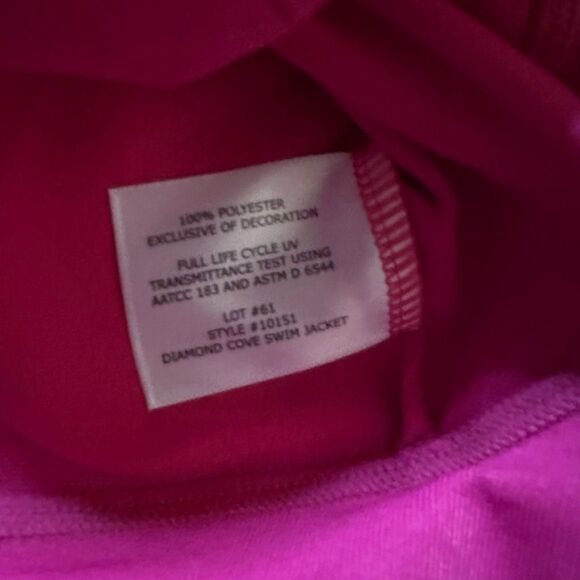 100% POLYESTER
EXCLUSIVE OF DECORATION
FULL LIFE CYCLE UV
TRANSMITTANCE TEST USING
AATCC 183 AND ASTM D 6544
LOT #61
STYLE #10151
DIAMOND COVE SWIM JACKET